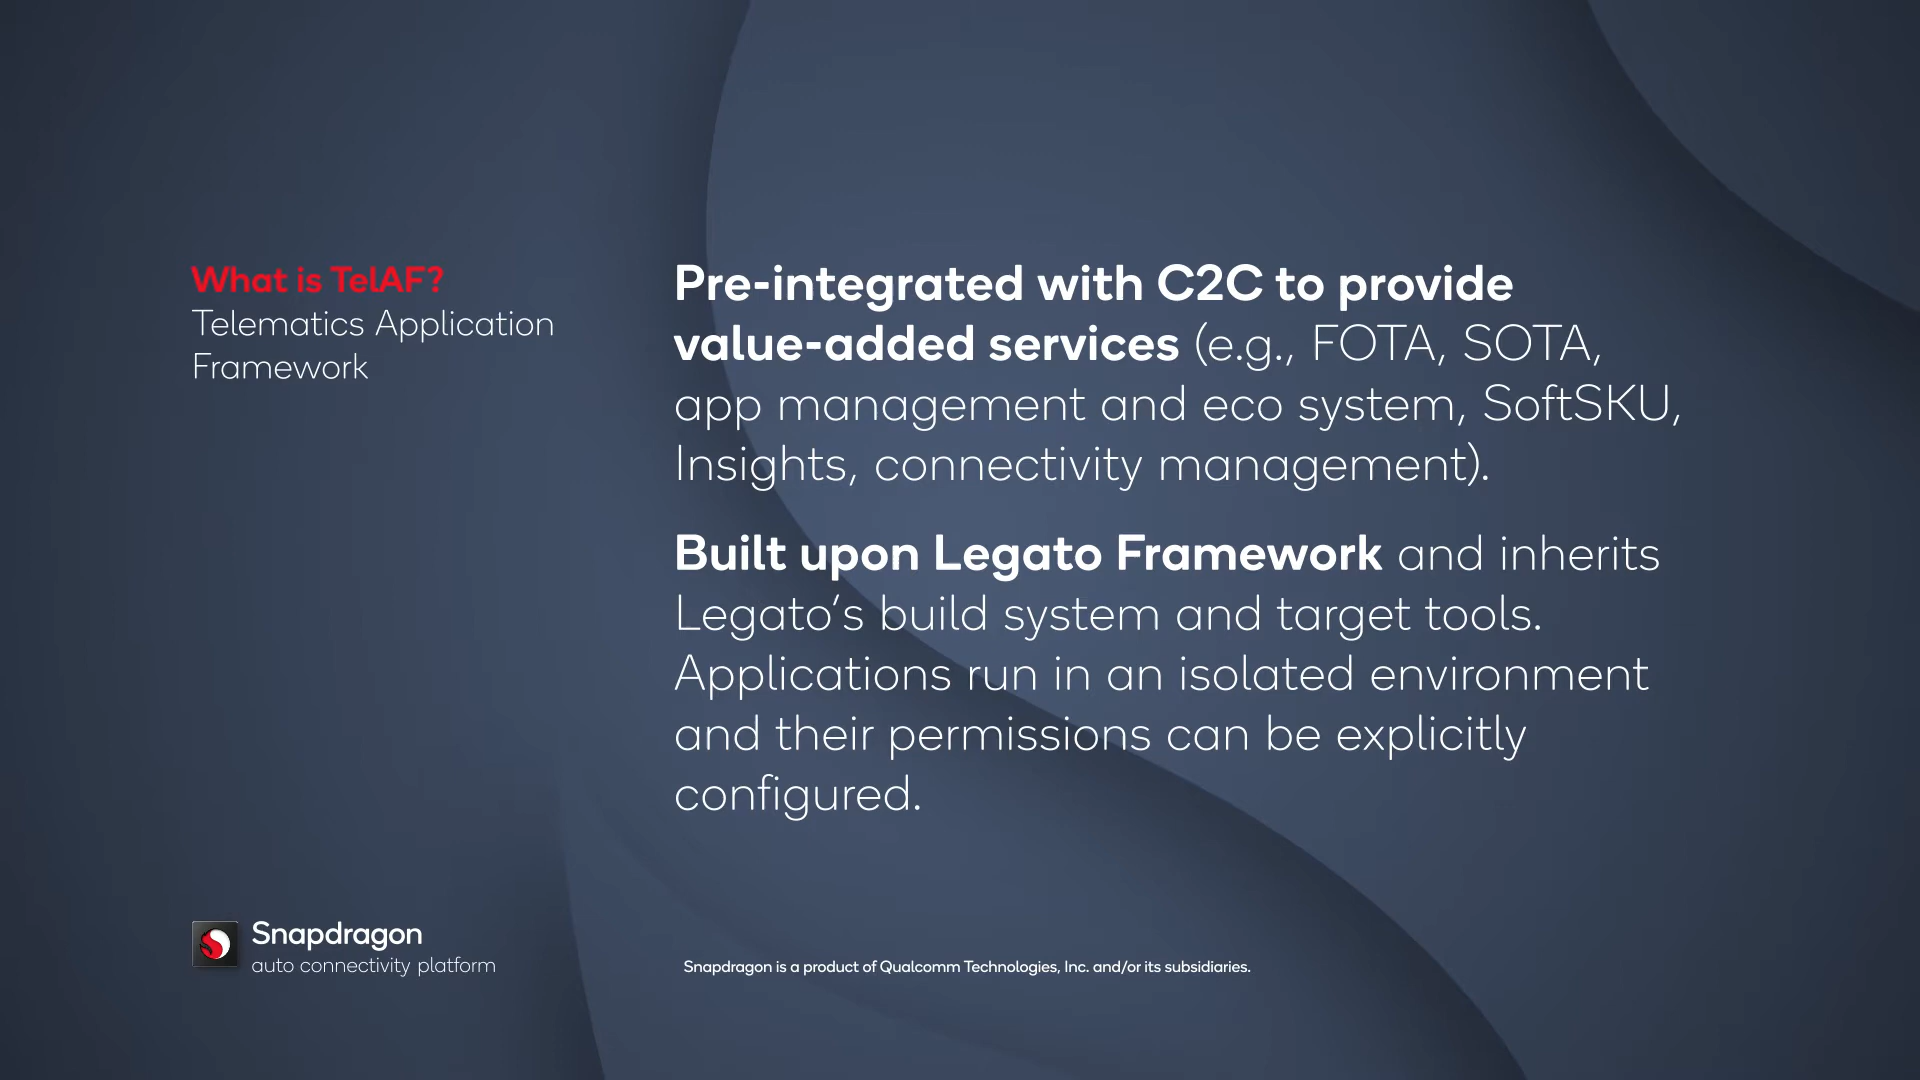 What is TelAF?
Telematics Application
Framework
Pre-integrated with C2C to provide
value-added services (e.g., FOTA, SOTA,
app management and eco system, SoftSKU,
Insights, connectivity management).
Built upon Legato Framework and inherits
Legato’s build system and target tools.
Applications run in an isolated environment
and their permissions can be explicitly
configured.
Snapdragon
auto connectivity platform
Snapdragon is a product of Qualcomm Technologies, Inc. and/or its subsidiaries.